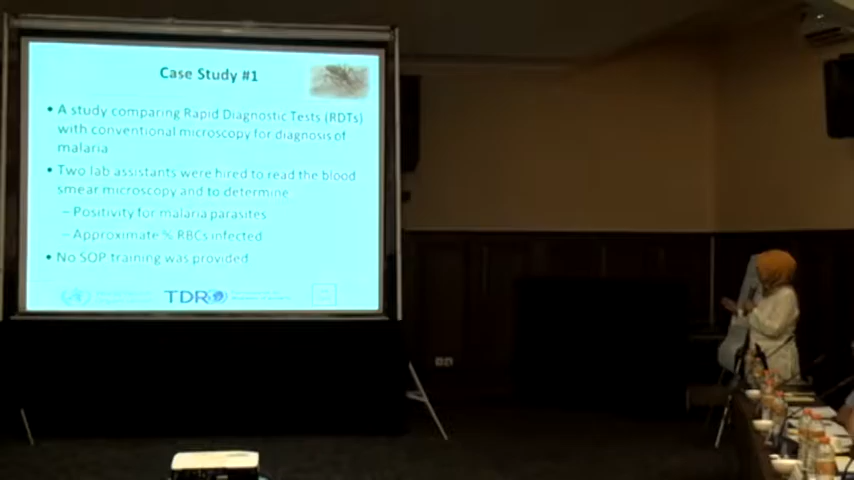 Case Study #1
• A study comparing Rapid Diagnostic Tests (RDTs)
with conventional microscopy for diagnosis of
malaria
• Two lab assistants were hired to read the blood
smear microscopy and to determine
– Positivity for malaria parasites
– Approximate % RBCs infected
• No SOP training was provided
TDR